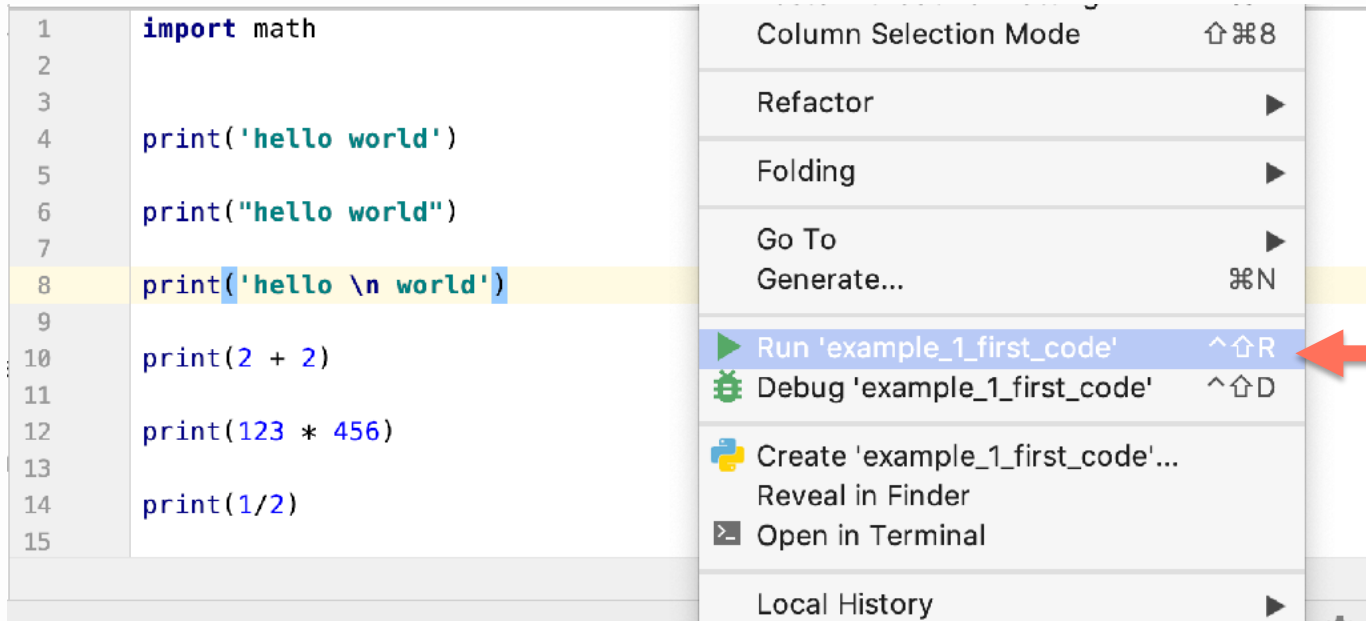 1 import math
2
3
4 print('hello world')
5
6 print("hello world")
7
8 print('hello \n world')
9
10 print(2 + 2)
11
12 print(123 * 456)
13
14 print(1/2)
15
Column Selection Mode ⇧⌘8
Refactor ▶
Folding ▶
Go To ▶
Generate... ⌘N
Run 'example_1_first_code' ^⇧R
Debug 'example_1_first_code' ^⇧D
Create 'example_1_first_code'...
Reveal in Finder
Open in Terminal
Local History ▶